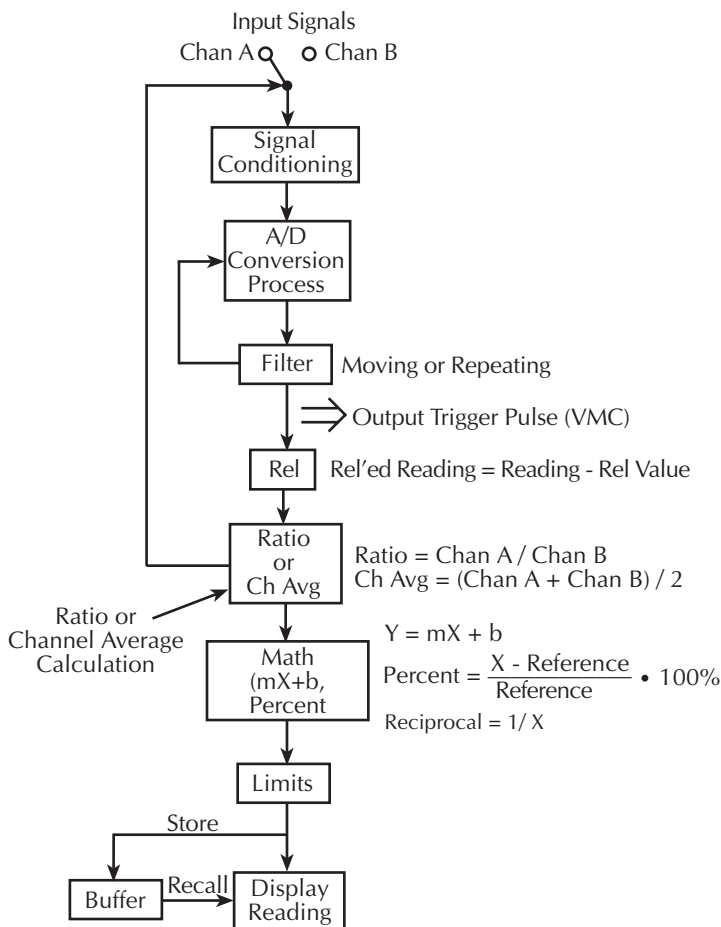 Input Signals
Chan A
Chan B
Signal
Conditioning
A/D
Conversion
Process
Filter
Moving or Repeating
Output Trigger Pulse (VMC)
Rel
Rel’ed Reading = Reading - Rel Value
Ratio
or
Ch Avg
Ratio = Chan A / Chan B
Ch Avg = (Chan A + Chan B) / 2
Ratio or
Channel Average
Calculation
Math
(mX+b,
Percent
Y = mX + b
Percent = X - Reference / Reference • 100%
Reciprocal = 1/ X
Limits
Store
Buffer
Recall
Display
Reading